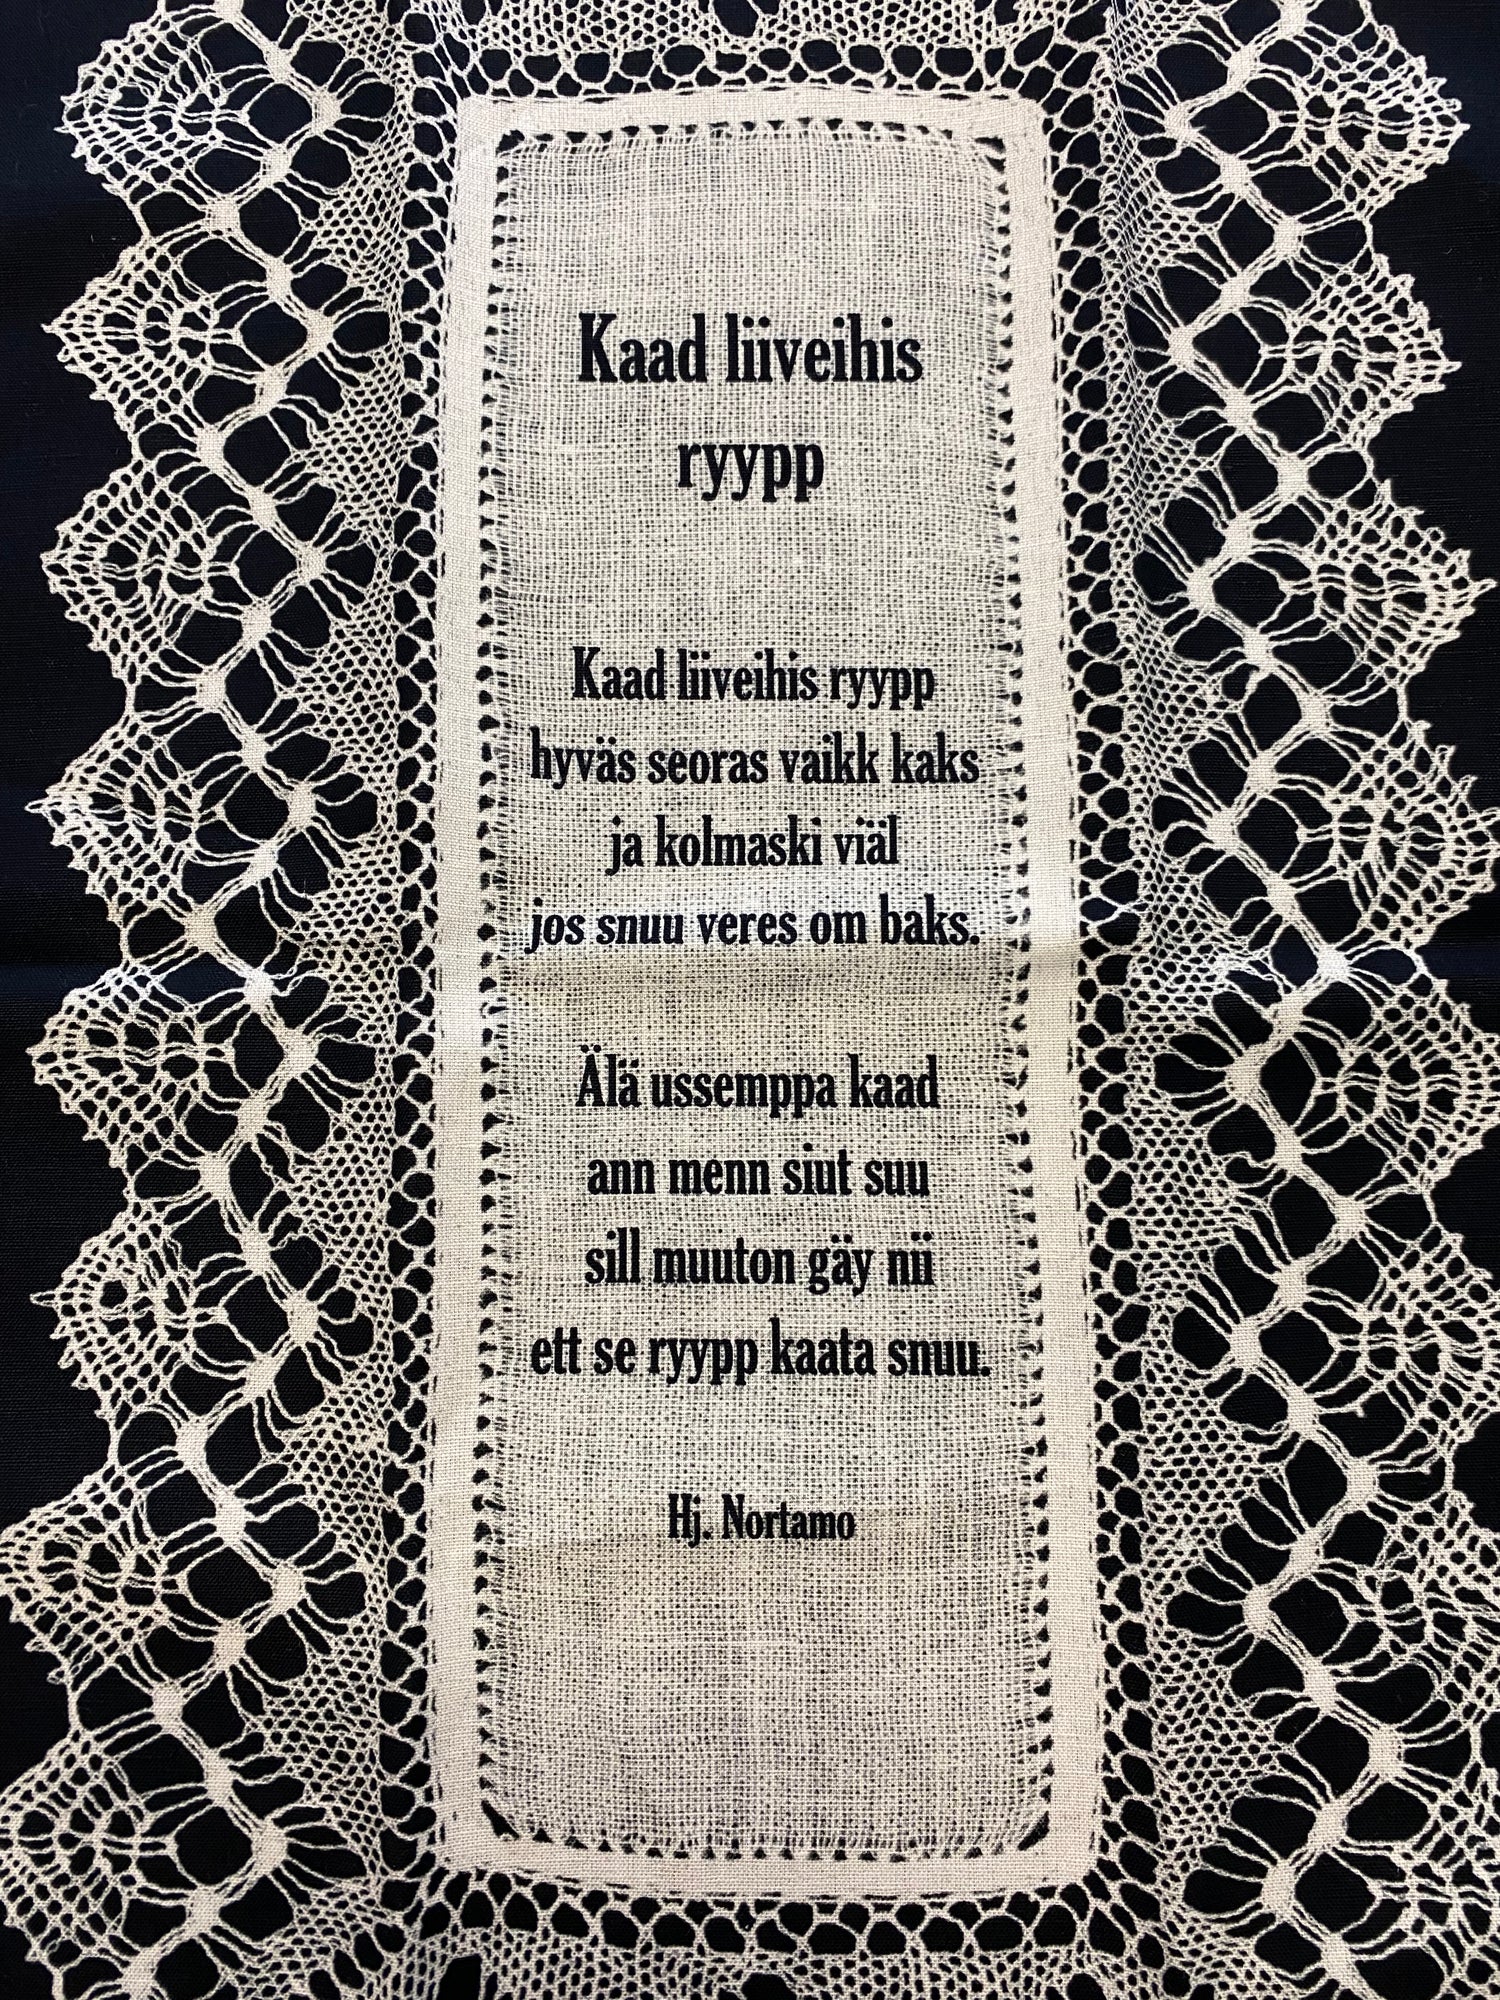 Kaad liiveihis
ryypp
Kaad liiveihis ryypp
hyväs seoras vaikk kaks
ja kolmaski viäl
jos snuu veres om baks.
Älä ussemppa kaad
ann menn siut suu
sill muuton gäy nii
ett se ryypp kaata snuu.
Hj. Nortamo